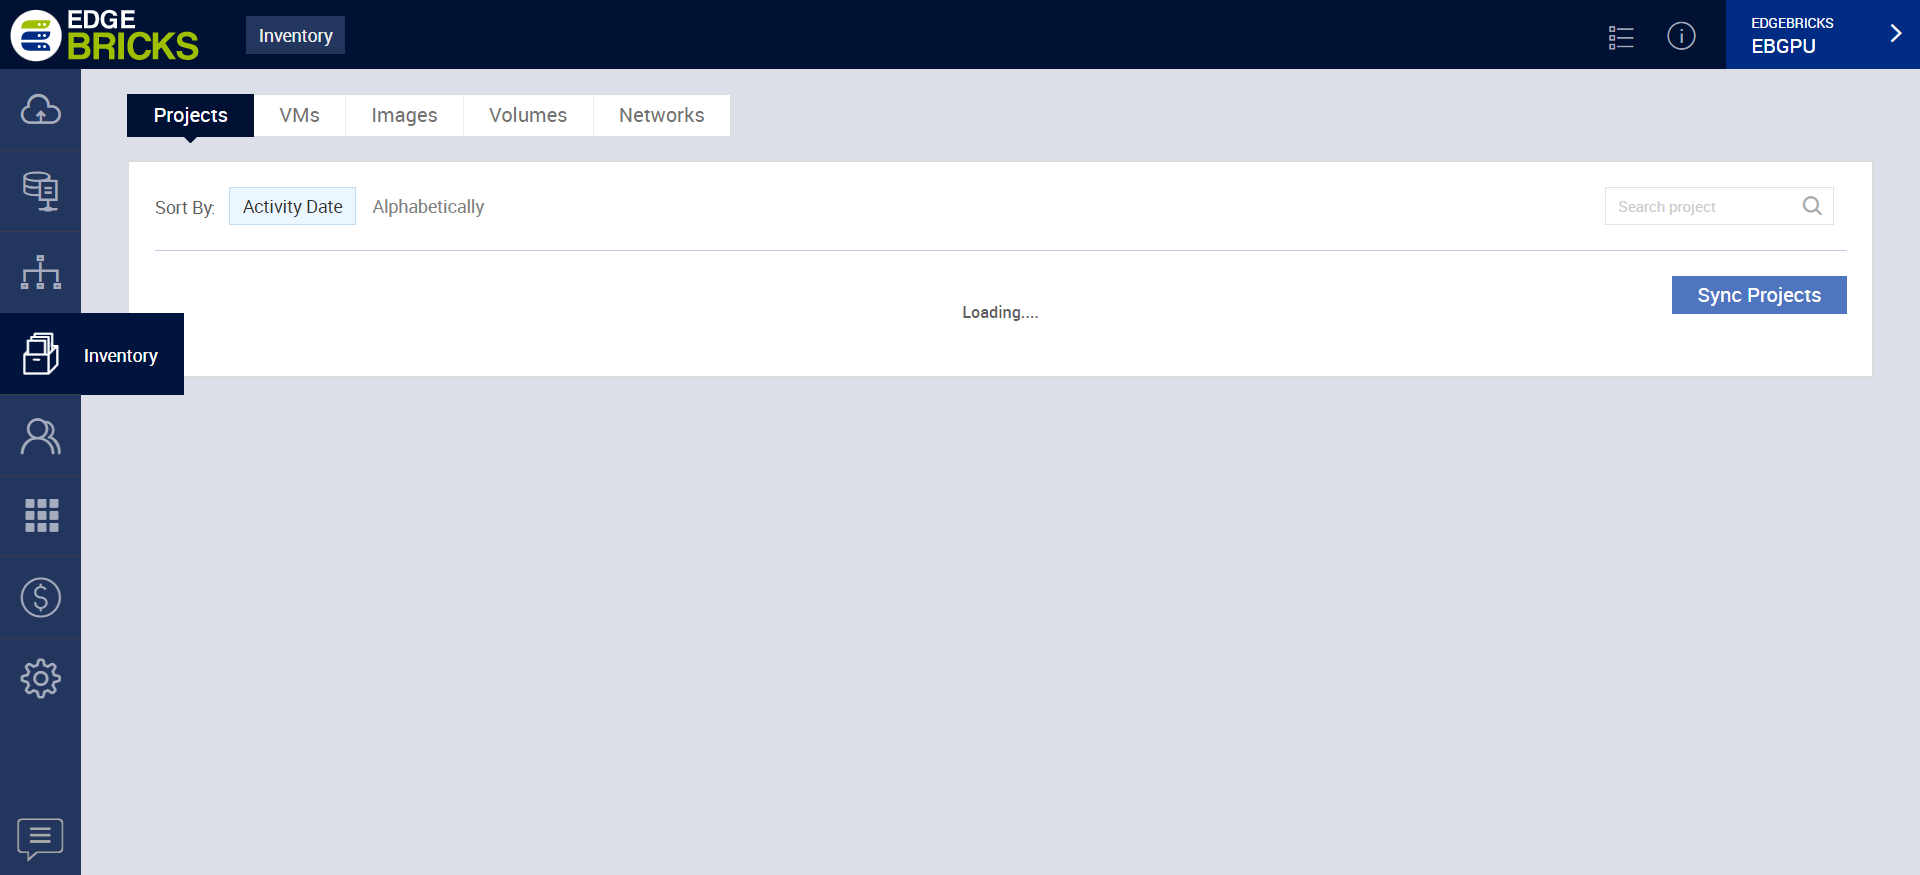 EDGE
BRICKS
Inventory
EDGEBRICKS
EBGPU
Projects VMs Images Volumes Networks
Sort By: Activity Date Alphabetically Search project
Sync Projects
Loading....
Inventory